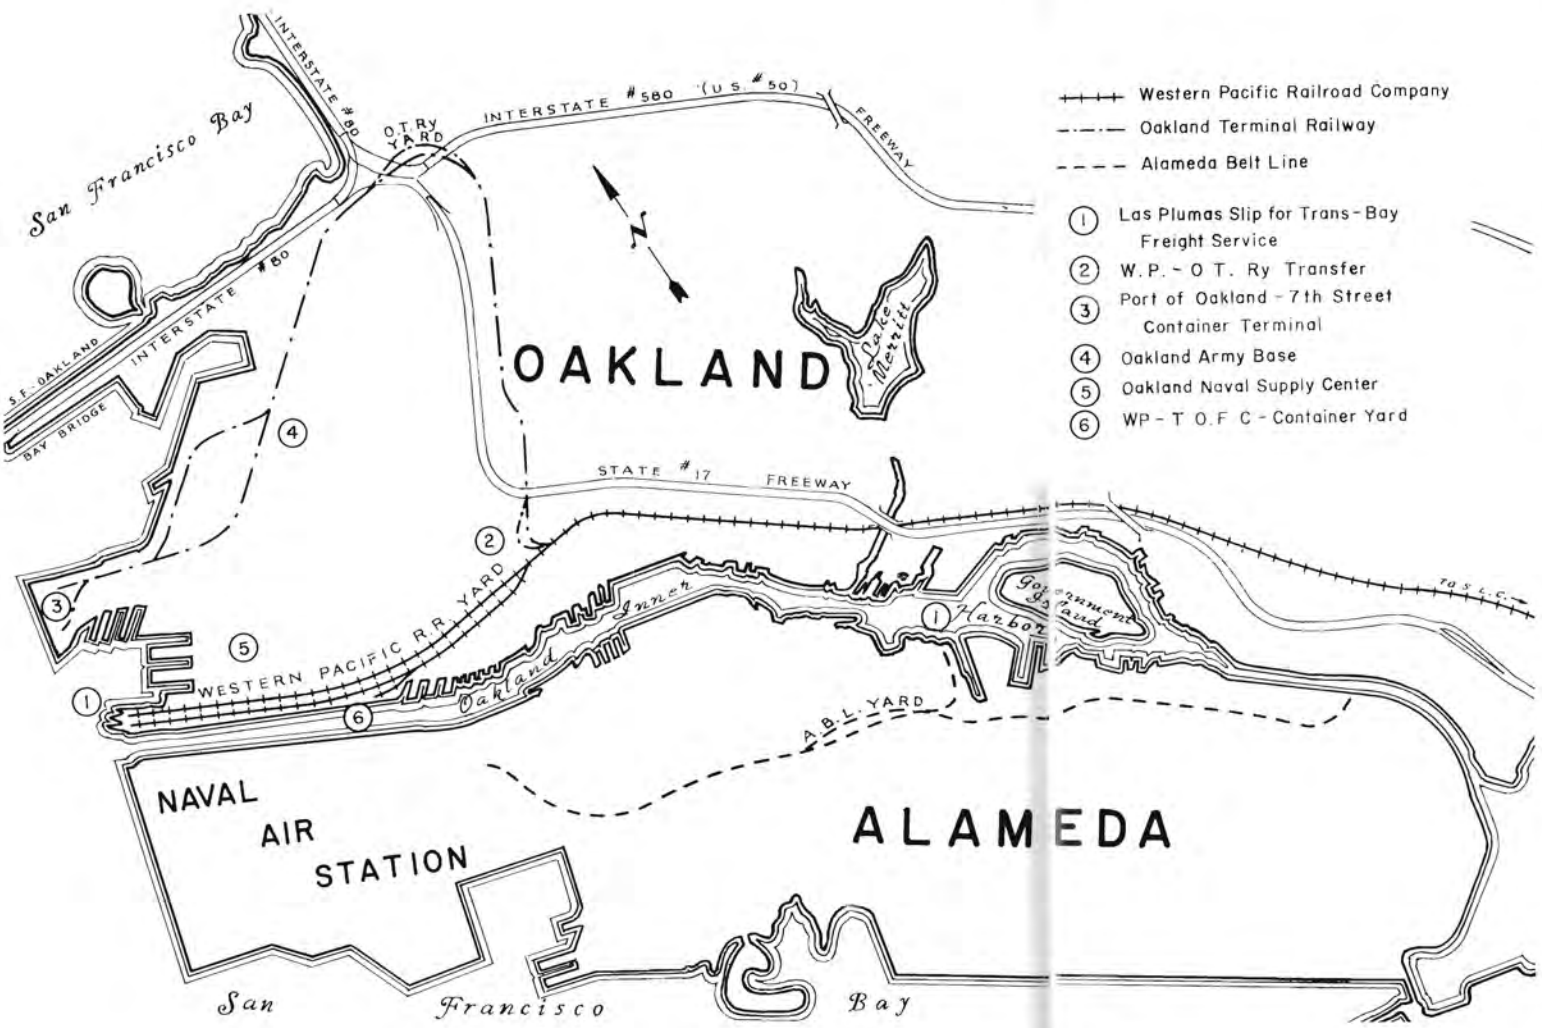 INTERSTATE #80
San Francisco Bay
O.T.Ry
YARD
INTERSTATE #580 (U.S. #50)
FREEWAY
N
INTERSTATE #80
S.F.-OAKLAND
BAY BRIDGE
OAKLAND
Lake
Merritt
Western Pacific Railroad Company
Oakland Terminal Railway
Alameda Belt Line
1 Las Plumas Slip for Trans-Bay
Freight Service
2 W.P.-O T. Ry Transfer
3 Port of Oakland-7th Street
Container Terminal
4 Oakland Army Base
5 Oakland Naval Supply Center
6 WP-T O.F C-Container Yard
4
STATE #17 FREEWAY
2
3
5
1
6
WESTERN PACIFIC R.R. YARD
Oakland Inner Harbor
1
Government
Island
To S.L.C.
A.B.L. YARD
NAVAL
AIR
STATION
ALAMEDA
San Francisco Bay